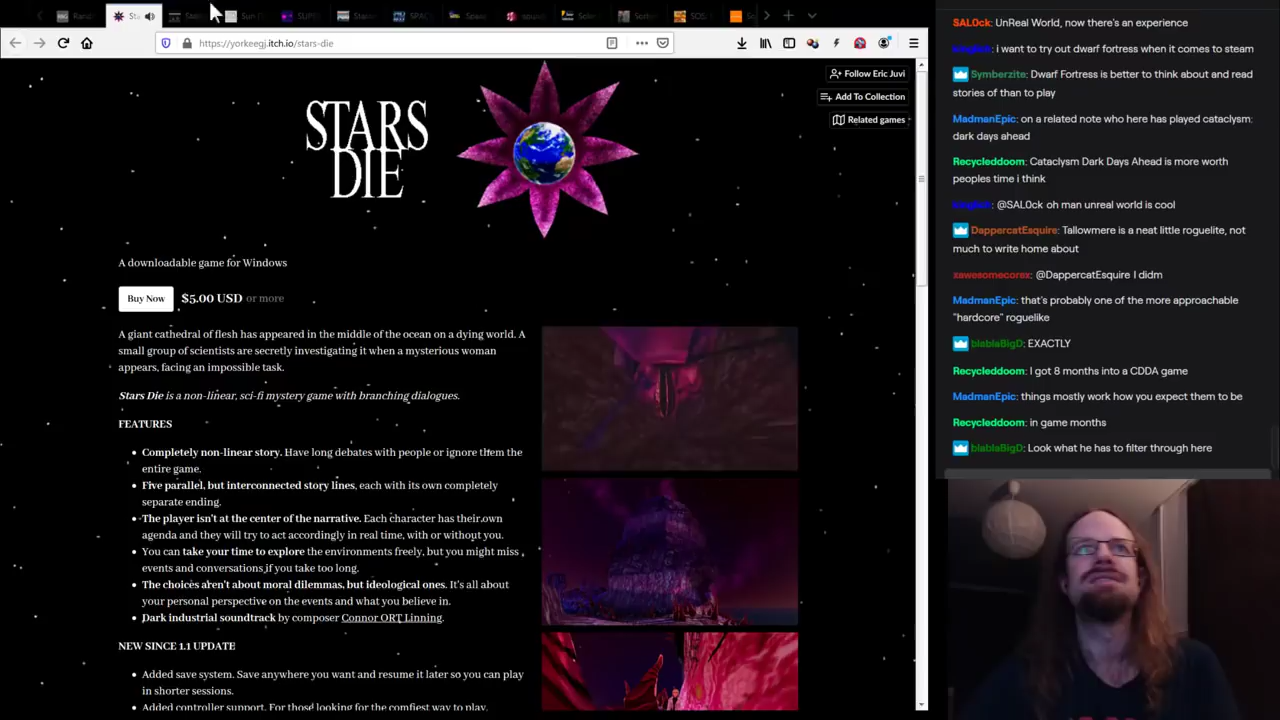 https://yorkeegj.itch.io/stars-die
Follow Eric Juvi
Add To Collection
Related games
STARS
DIE
A downloadable game for Windows
Buy Now $5.00 USD or more
A giant cathedral of flesh has appeared in the middle of the ocean on a dying world. A
small group of scientists are secretly investigating it when a mysterious woman
appears, facing an impossible task.
Stars Die is a non-linear, sci-fi mystery game with branching dialogues.
FEATURES
Completely non-linear story. Have long debates with people or ignore them the
entire game.
Five parallel, but interconnected story lines, each with its own completely
separate ending.
The player isn't at the center of the narrative. Each character has their own
agenda and they will try to act accordingly in real time, with or without you.
You can take your time to explore the environments freely, but you might miss
events and conversations if you take too long.
The choices aren't about moral dilemmas, but ideological ones. It's all about
your personal perspective on the events and what you believe in.
Dark industrial soundtrack by composer Connor ORT Linning.
NEW SINCE 1.1 UPDATE
Added save system. Save anywhere you want and resume it later so you can play
in shorter sessions.
Added controller support. For those looking for the comfiest way to play.
SAL0ck: UnReal World, now there's an experience
i want to try out dwarf fortress when it comes to steam
Symberzite: Dwarf Fortress is better to think about and read
stories of than to play
MadmanEpic: on a related note who here has played cataclysm:
dark days ahead
Recycleddoom: Cataclysm Dark Days Ahead is more worth
peoples time i think
@SAL0ck oh man unreal world is cool
DappercatEsquire: Tallowmere is a neat little roguelite, not
much to write home about
xawesomecorex: @DappercatEsquire I didm
MadmanEpic: that's probably one of the more approachable
"hardcore" roguelike
blablaBigD: EXACTLY
Recycleddoom: I got 8 months into a CDDA game
MadmanEpic: things mostly work how you expect them to be
Recycleddoom: in game months
blablaBigD: Look what he has to filter through here